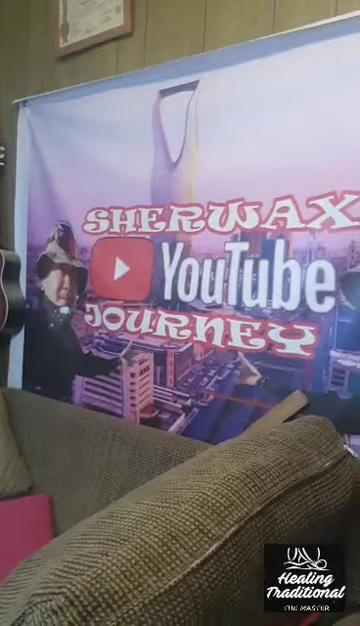 SHERWAX
YouTube
JOURNEY
Healing
Traditional
THE MASTER